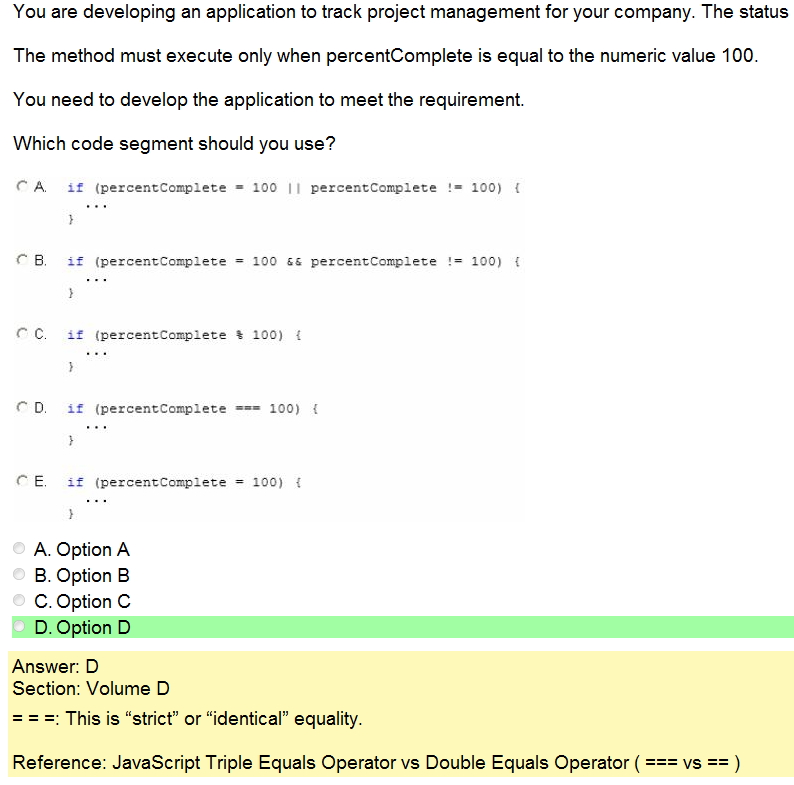 You are developing an application to track project management for your company. The status
The method must execute only when percentComplete is equal to the numeric value 100.
You need to develop the application to meet the requirement.
Which code segment should you use?
A. if (percentComplete = 100 || percentComplete != 100) {
...
}
B. if (percentComplete = 100 && percentComplete != 100) {
...
}
C. if (percentComplete % 100) {
...
}
D. if (percentComplete === 100) {
...
}
E. if (percentComplete = 100) {
...
}
A. Option A
B. Option B
C. Option C
D. Option D
Answer: D
Section: Volume D
= = =: This is “strict” or “identical” equality.
Reference: JavaScript Triple Equals Operator vs Double Equals Operator ( === vs == )